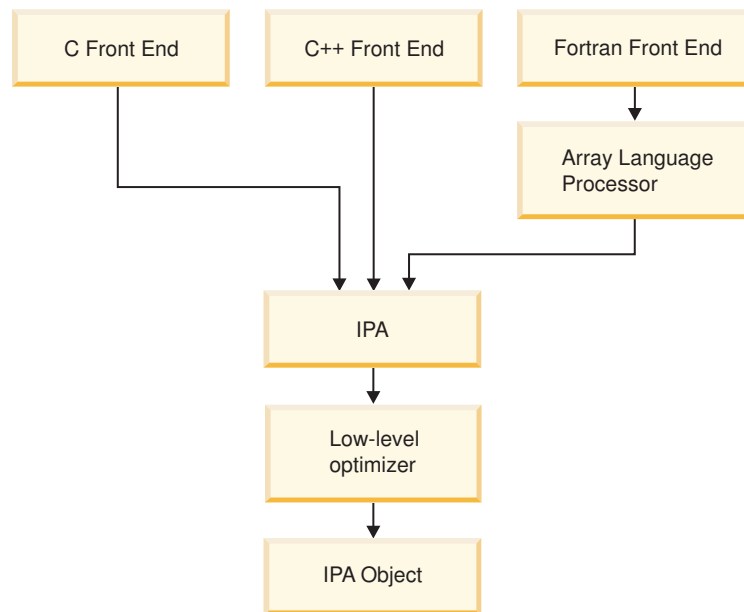 C Front End
C++ Front End
Fortran Front End
Array Language
Processor
IPA
Low-level
optimizer
IPA Object